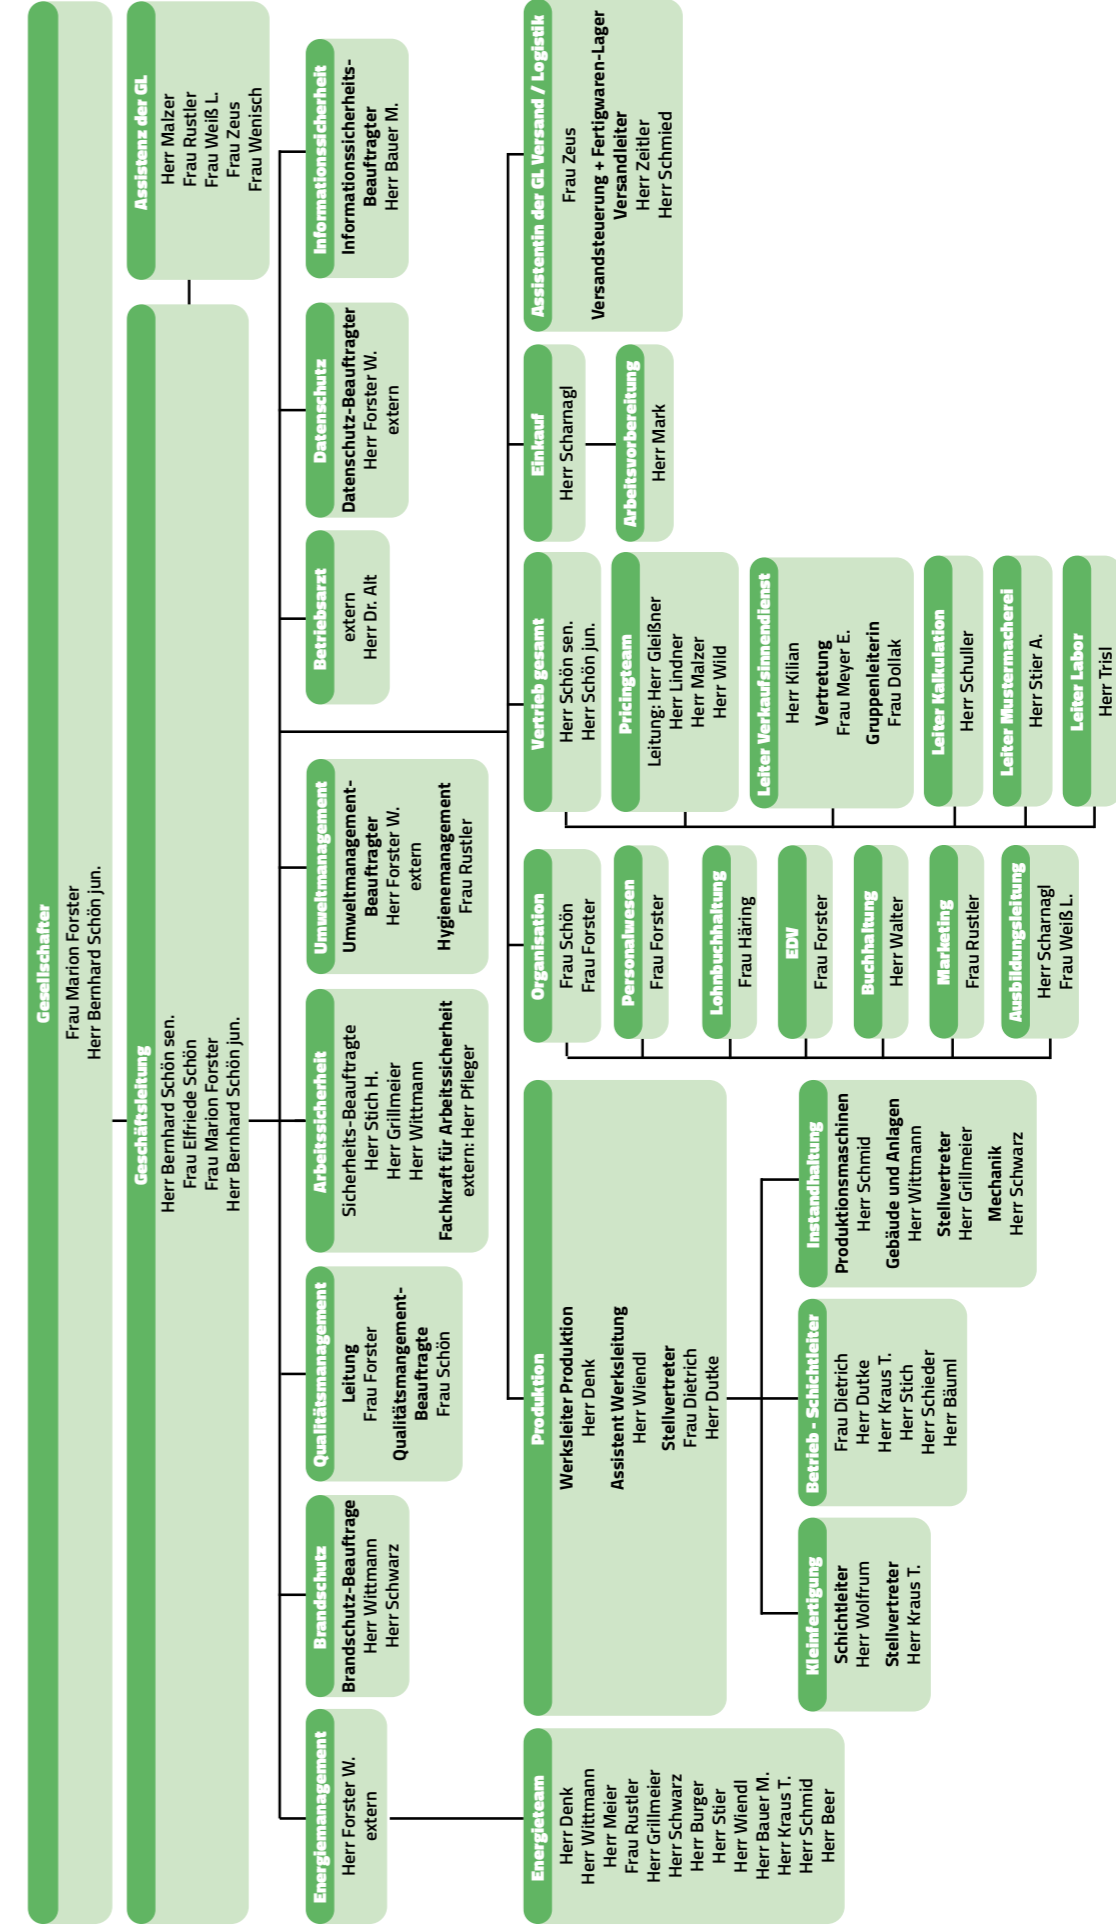 Gesellschafter
Frau Marion Forster
Herr Bernhard Schön jun.
Geschäftsleitung
Herr Bernhard Schön sen.
Frau Elfriede Schön
Frau Marion Forster
Herr Bernhard Schön jun.
Assistenz der GL
Herr Malzer
Frau Rustler
Frau Weiß L.
Frau Zeus
Frau Wenisch
Energiemanagement
Herr Forster W.
extern
Brandschutz
Brandschutz-Beauftrage
Herr Wittmann
Herr Schwarz
Qualitätsmanagement
Leitung
Frau Forster
Qualitätsmangement-
Beauftragte
Frau Schön
Arbeitssicherheit
Sicherheits-Beauftragte
Herr Stich H.
Herr Grillmeier
Herr Wittmann
Fachkraft für Arbeitssicherheit
extern: Herr Pfleger
Umweltmanagement
Umweltmanagement-
Beauftragter
Herr Forster W.
extern
Hygienemanagement
Frau Rustler
Betriebsarzt
extern
Herr Dr. Alt
Datenschutz
Datenschutz-Beauftragter
Herr Forster W.
extern
Informationssicherheit
Informationssicherheits-
Beauftragter
Herr Bauer M.
Energieteam
Herr Denk
Herr Wittmann
Herr Meier
Frau Rustler
Herr Grillmeier
Herr Schwarz
Herr Burger
Herr Stier
Herr Wiendl
Herr Bauer M.
Herr Kraus T.
Herr Schmid
Herr Beer
Produktion
Werksleiter Produktion
Herr Denk
Assistent Werksleitung
Herr Wiendl
Stellvertreter
Frau Dietrich
Herr Dutke
Kleinfertigung
Schichtleiter
Herr Wolfrum
Stellvertreter
Herr Kraus T.
Betrieb - Schichtleiter
Frau Dietrich
Herr Dutke
Herr Kraus T.
Herr Stich
Herr Schieder
Herr Bäuml
Instandhaltung
Produktionsmaschinen
Herr Schmid
Gebäude und Anlagen
Herr Wittmann
Stellvertreter
Herr Grillmeier
Mechanik
Herr Schwarz
Organisation
Frau Schön
Frau Forster
Personalwesen
Frau Forster
Lohnbuchhaltung
Frau Häring
EDV
Frau Forster
Buchhaltung
Herr Walter
Marketing
Frau Rustler
Ausbildungsleitung
Herr Scharnagl
Frau Weiß L.
Vertrieb gesamt
Herr Schön sen.
Herr Schön jun.
Pricingteam
Leitung: Herr Gleißner
Herr Lindner
Herr Malzer
Herr Wild
Leiter Verkaufsinnendienst
Herr Kilian
Vertretung
Frau Meyer E.
Gruppenleiterin
Frau Dollak
Leiter Kalkulation
Herr Schuller
Leiter Mustermacherei
Herr Stier A.
Leiter Labor
Herr Trisl
Einkauf
Herr Scharnagl
Arbeitsvorbereitung
Herr Mark
Assistentin der GL Versand / Logistik
Frau Zeus
Versandsteuerung + Fertigwaren-Lager
Versandleiter
Herr Zeitler
Herr Schmied